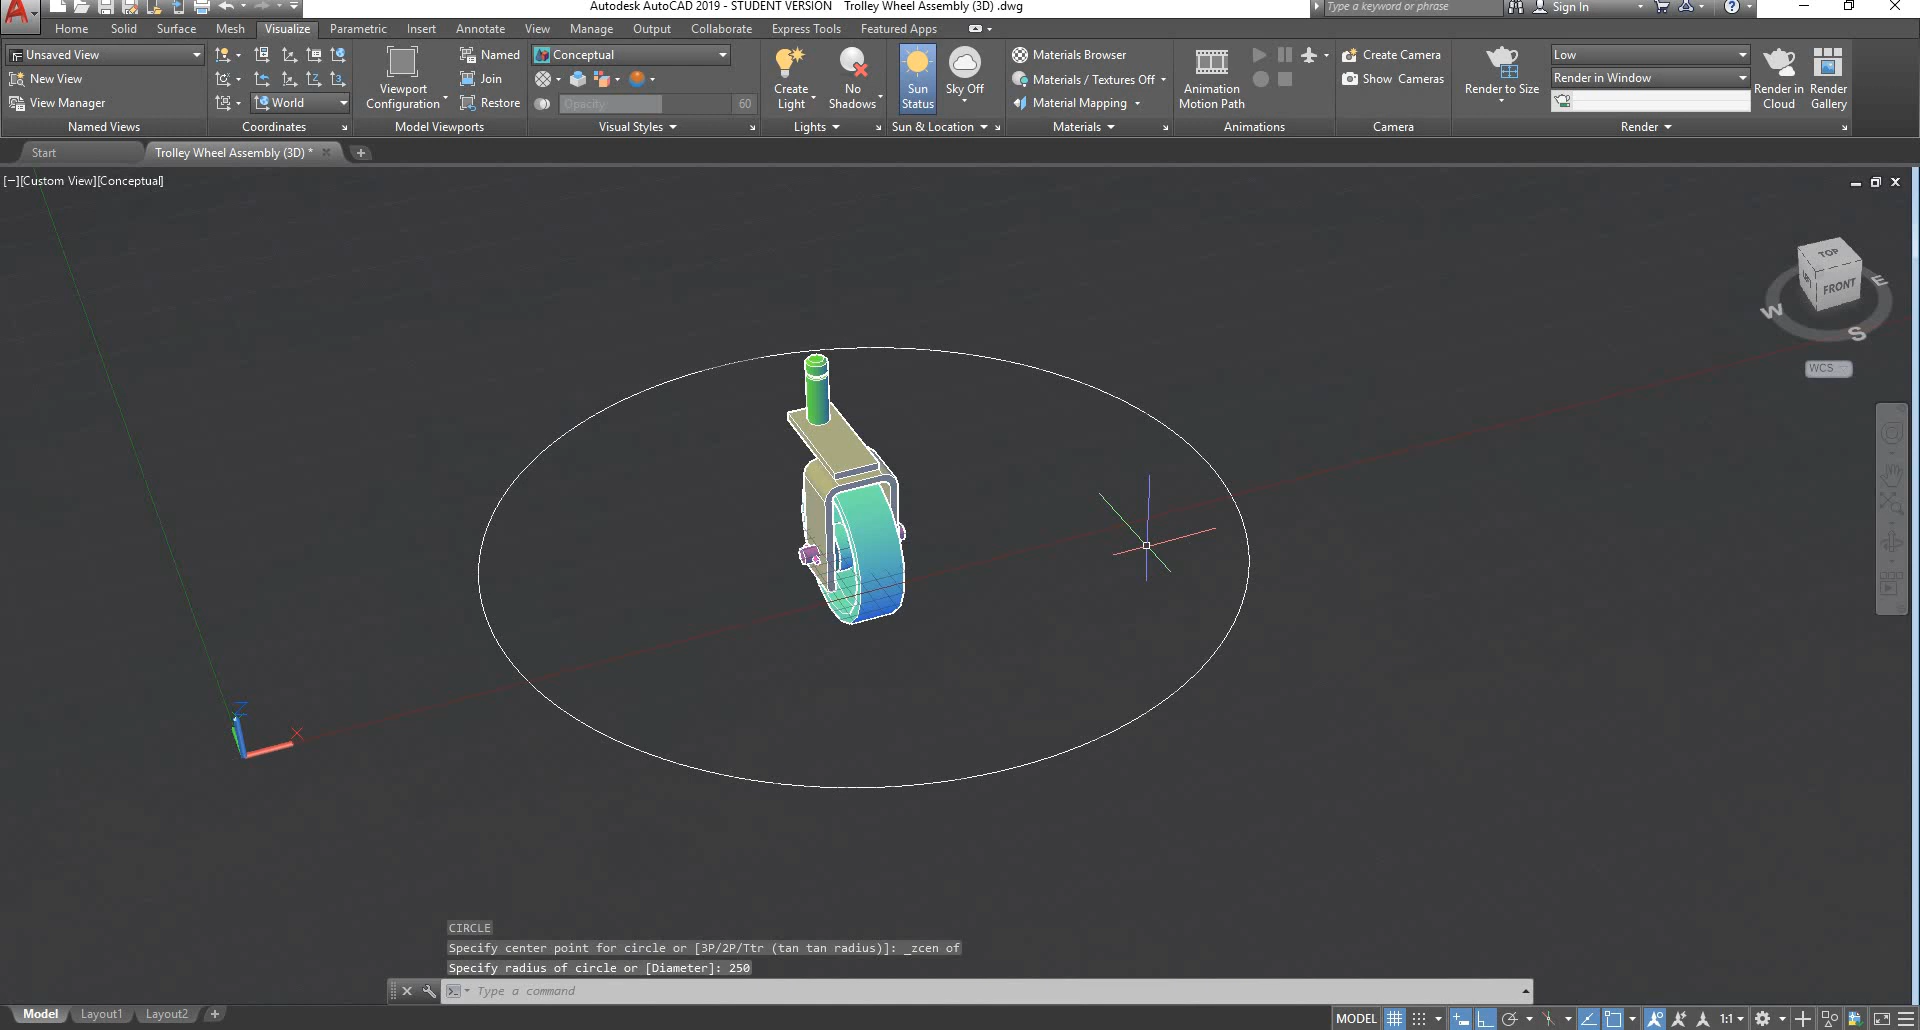 Autodesk AutoCAD 2019 - STUDENT VERSION Trolley Wheel Assembly (3D) .dwg
Type a keyword or phrase
Sign In
Home Solid Surface Mesh Visualize Parametric Insert Annotate View Manage Output Collaborate Express Tools Featured Apps
Unsaved View
New View
View Manager
Named Views
World
Coordinates
Viewport
Configuration
Named
Join
Restore
Model Viewports
Conceptual
Opacity 60
Visual Styles
Create
Light
No
Shadows
Lights
Sun
Status
Sky Off
Sun & Location
Materials Browser
Materials / Textures Off
Material Mapping
Materials
Animation
Motion Path
Animations
Create Camera
Show Cameras
Camera
Render to Size
Low
Render in Window
Render in
Cloud
Render
Gallery
Render
Start
Trolley Wheel Assembly (3D) *
[−][Custom View][Conceptual]
TOP
FRONT
W
E
S
WCS
Z
X
CIRCLE
Specify center point for circle or [3P/2P/Ttr (tan tan radius)]: _zcen of
Specify radius of circle or [Diameter]: 250
Type a command
Model Layout1 Layout2
MODEL
1:1